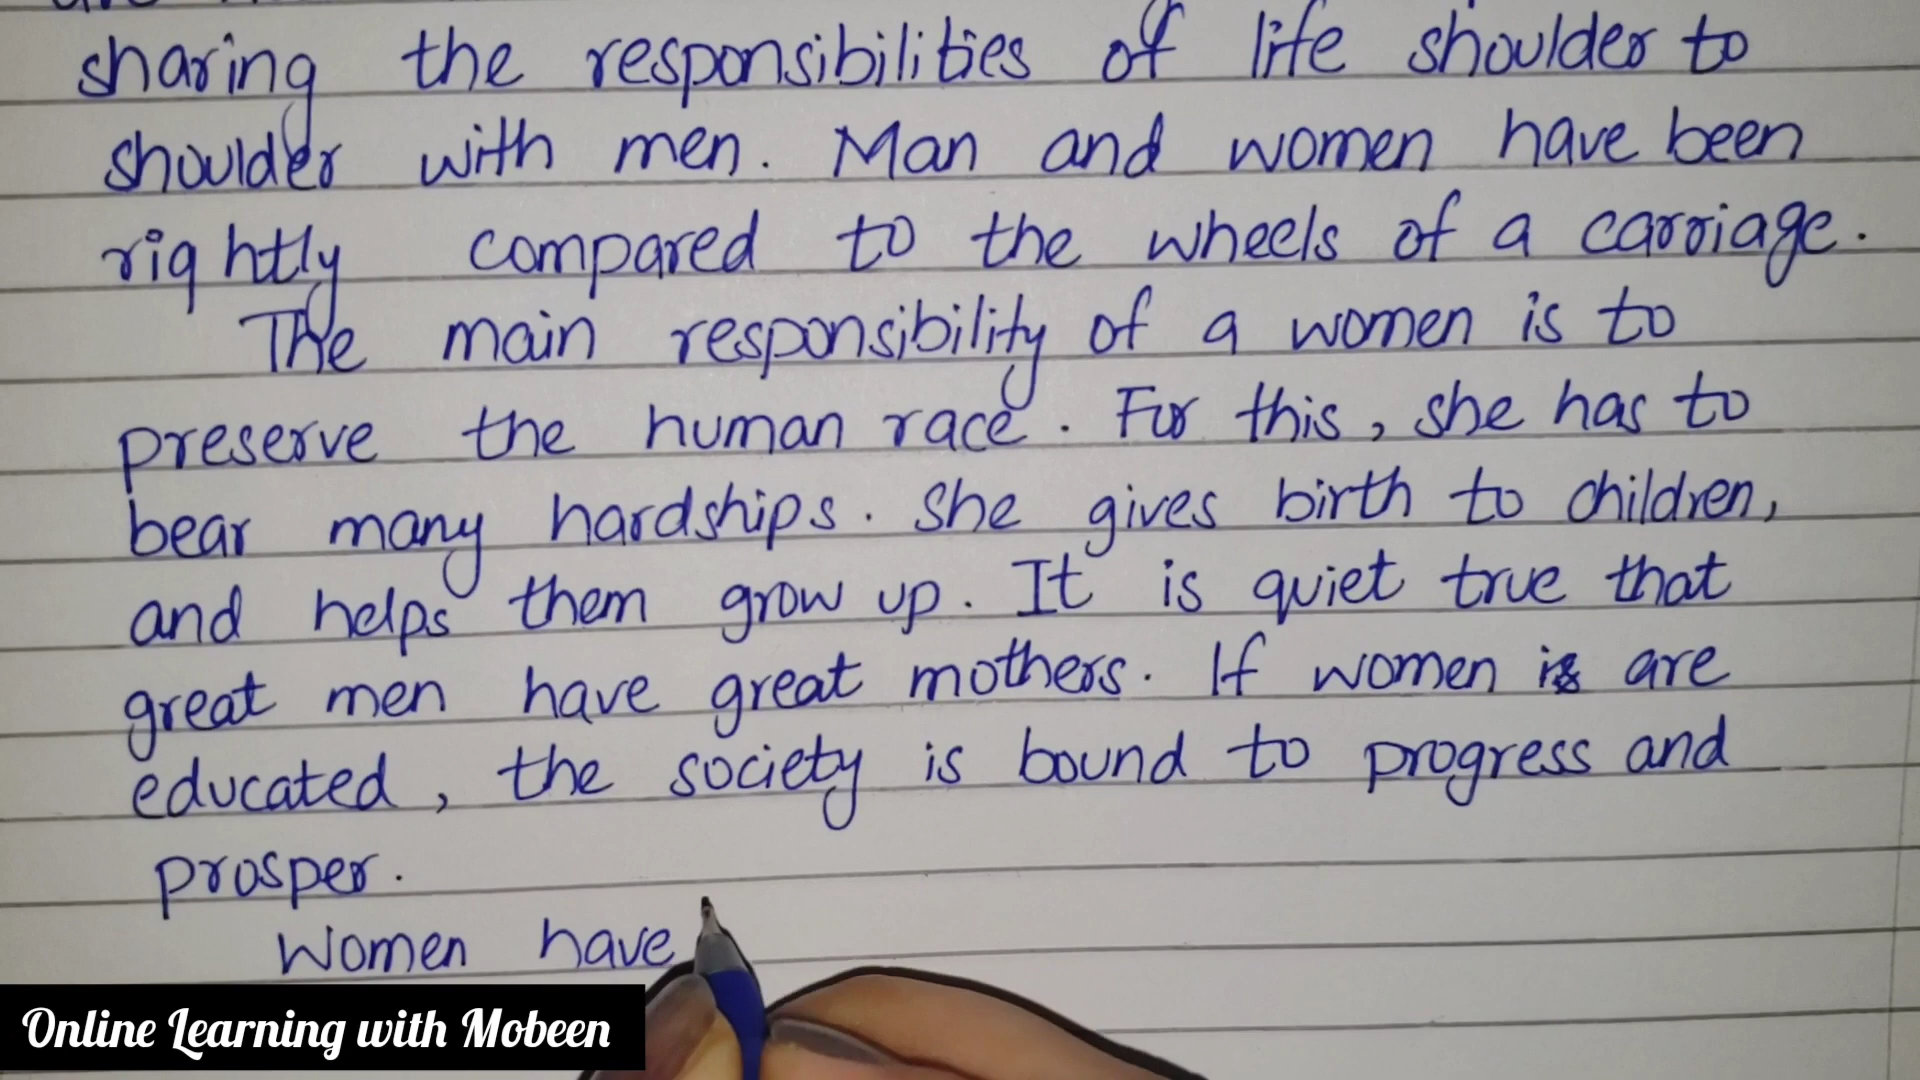 sharing the responsibilities of life shoulder to
shoulder with men. Man and women have been
rightly compared to the wheels of a carriage.
The main responsibility of a women is to
preserve the human race. For this, she has to
bear many hardships. She gives birth to children,
and helps them grow up. It is quiet true that
great men have great mothers. If women is are
educated, the society is bound to progress and
prosper.
Women have
Online Learning with Mobeen